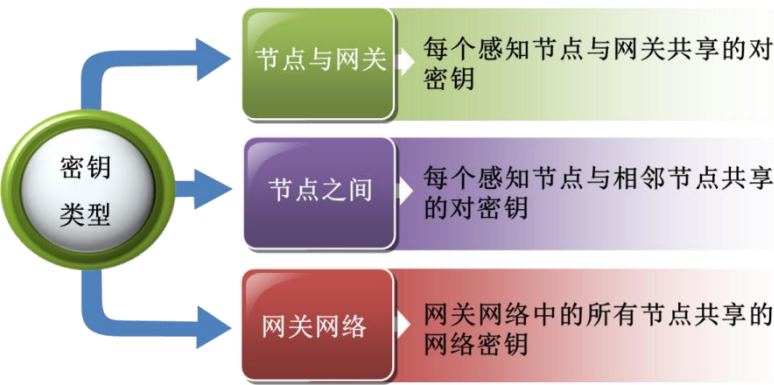 密钥
类型
节点与网关
每个感知节点与网关共享的对
密钥
节点之间
每个感知节点与相邻节点共享
的对密钥
网关网络
网关网络中的所有节点共享的
网络密钥